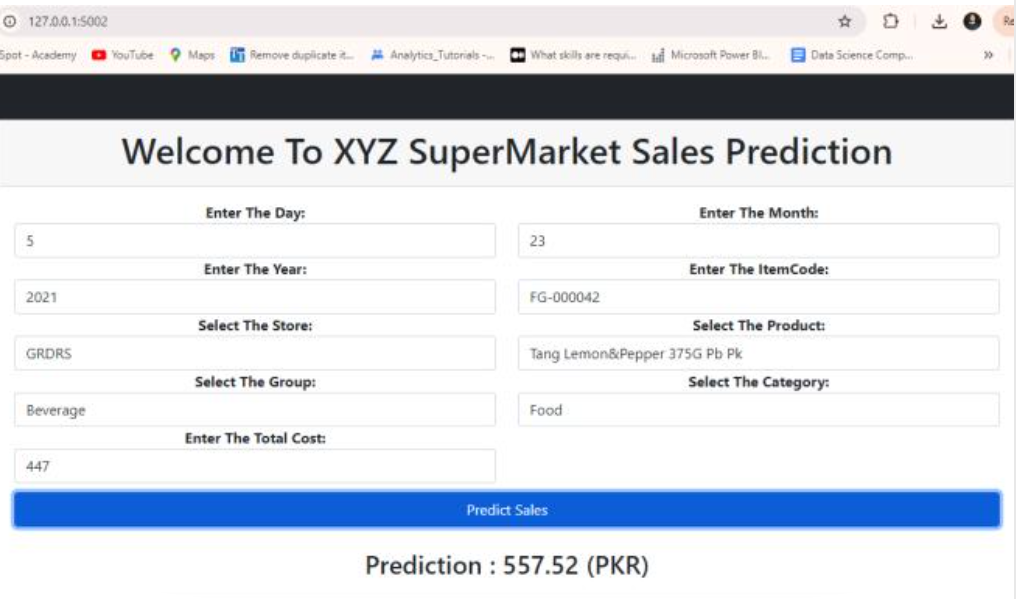 127.0.0.1:5002
Re
Spot - Academy YouTube Maps Remove duplicate it... Analytics_Tutorials -... What skills are requi... Microsoft Power BI... Data Science Comp... »
Welcome To XYZ SuperMarket Sales Prediction
Enter The Day: Enter The Month:
5 23
Enter The Year: Enter The ItemCode:
2021 FG-000042
Select The Store: Select The Product:
GRDRS Tang Lemon&Pepper 375G Pb Pk
Select The Group: Select The Category:
Beverage Food
Enter The Total Cost:
447
Predict Sales
Prediction : 557.52 (PKR)